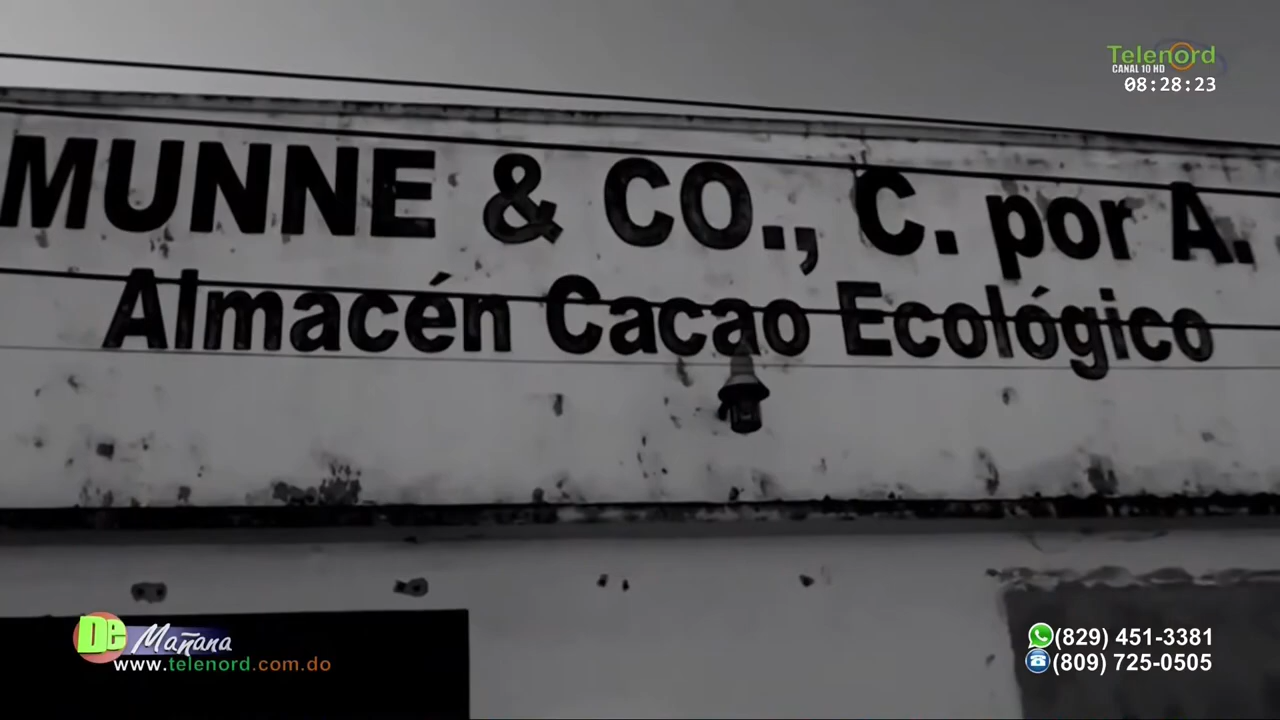 Telenord
CANAL 10 HD
08:28:23
MUNNE & CO., C. por A.
Almacén Cacao Ecológico
De Mañana
www.telenord.com.do
(829) 451-3381
(809) 725-0505